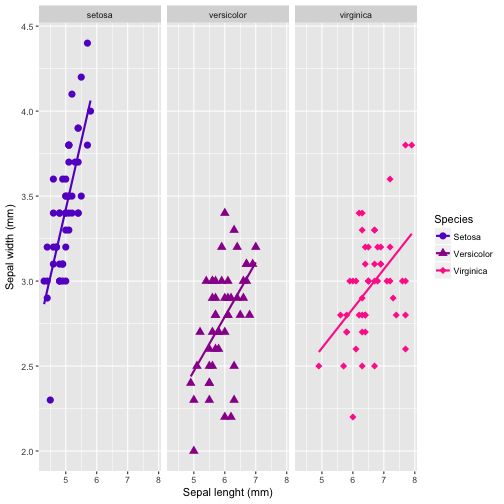 setosa versicolor virginica
4.5
4.0
3.5
3.0
2.5
2.0
Sepal width (mm)
5 6 7 8 5 6 7 8 5 6 7 8
Sepal lenght (mm)
Species
Setosa
Versicolor
Virginica